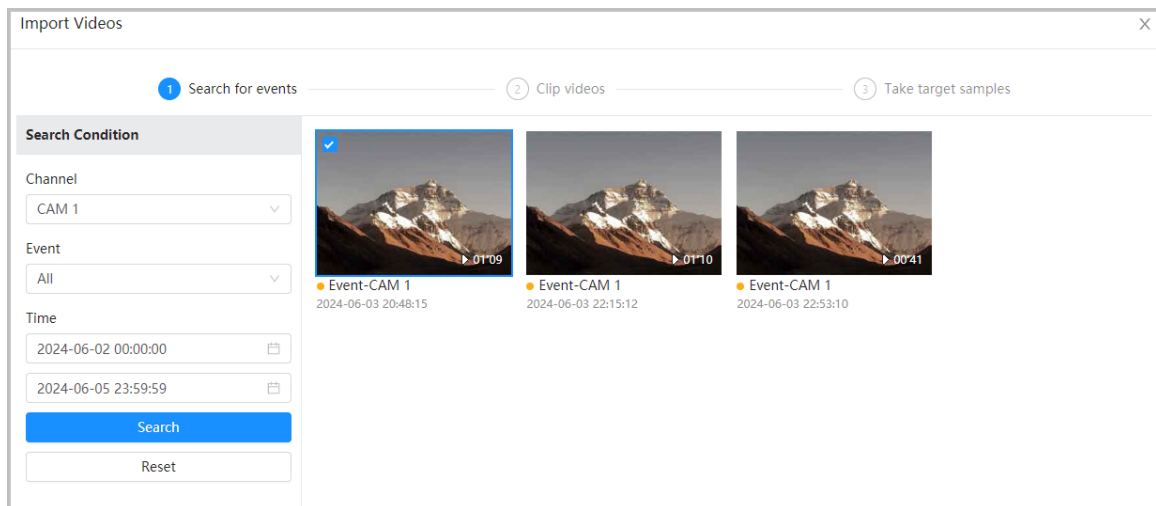 Import Videos
1 Search for events
2 Clip videos
3 Take target samples
Search Condition
Channel
CAM 1
Event
All
Time
2024-06-02 00:00:00
2024-06-05 23:59:59
Search
Reset
01'09
01'10
00'41
Event-CAM 1
Event-CAM 1
Event-CAM 1
2024-06-03 20:48:15
2024-06-03 22:15:12
2024-06-03 22:53:10